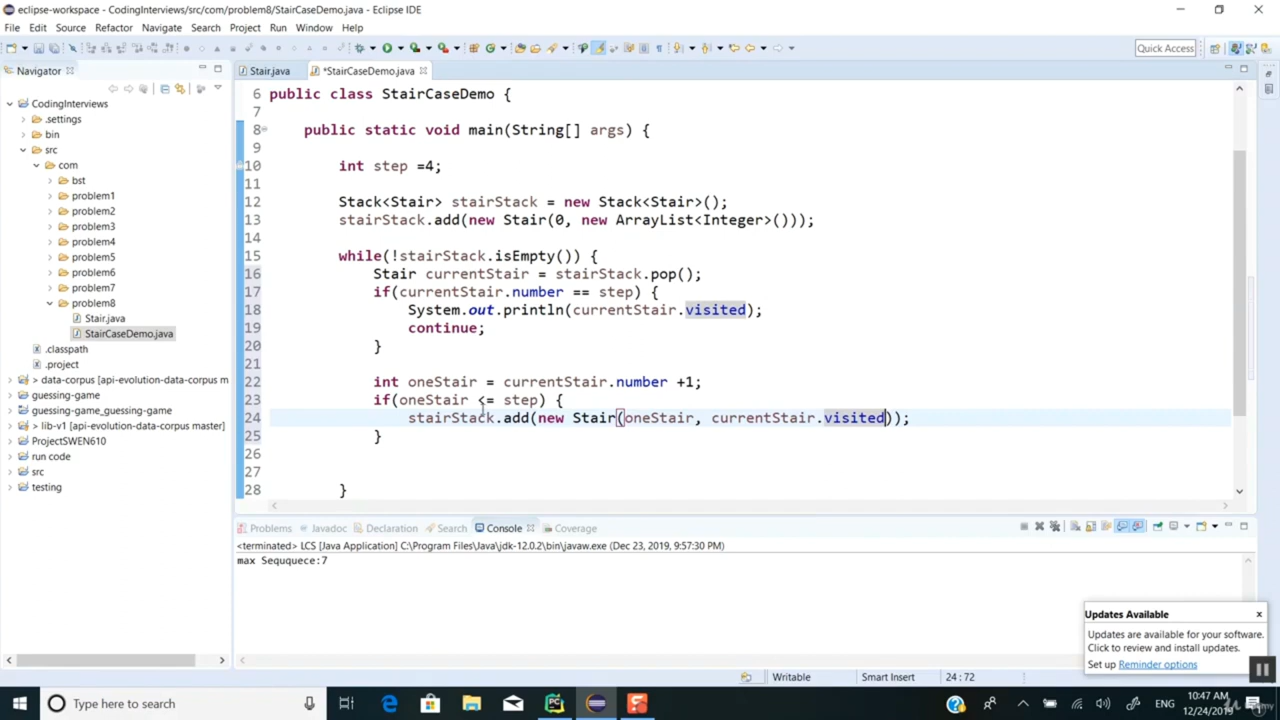 eclipse-workspace - CodingInterviews/src/com/problem8/StairCaseDemo.java - Eclipse IDE
File Edit Source Refactor Navigate Search Project Run Window Help
Quick Access
Navigator
Stair.java
*StairCaseDemo.java
CodingInterviews
.settings
bin
src
com
bst
problem1
problem2
problem3
problem4
problem5
problem6
problem7
problem8
Stair.java
StairCaseDemo.java
.classpath
.project
> data-corpus [api-evolution-data-corpus m
guessing-game
guessing-game_guessing-game
> lib-v1 [api-evolution-data-corpus master]
ProjectSWEN610
run code
src
testing
6 public class StairCaseDemo {
7
8 public static void main(String[] args) {
9
10 int step =4;
11
12 Stack<Stair> stairStack = new Stack<Stair>();
13 stairStack.add(new Stair(0, new ArrayList<Integer>()));
14
15 while(!stairStack.isEmpty()) {
16 Stair currentStair = stairStack.pop();
17 if(currentStair.number == step) {
18 System.out.println(currentStair.visited);
19 continue;
20 }
21
22 int oneStair = currentStair.number +1;
23 if(oneStair <= step) {
24 stairStack.add(new Stair(oneStair, currentStair.visited));
25 }
26
27
28 }
Problems Javadoc Declaration Search Console Coverage
<terminated> LCS [Java Application] C:\Program Files\Java\jdk-12.0.2\bin\javaw.exe (Dec 23, 2019, 9:57:30 PM)
max Seququece:7
Updates Available
Updates are available for your software.
Click to review and install updates.
Set up Reminder options
Writable
Smart Insert
24 : 72
Type here to search
ENG
10:47 AM
12/24/2019